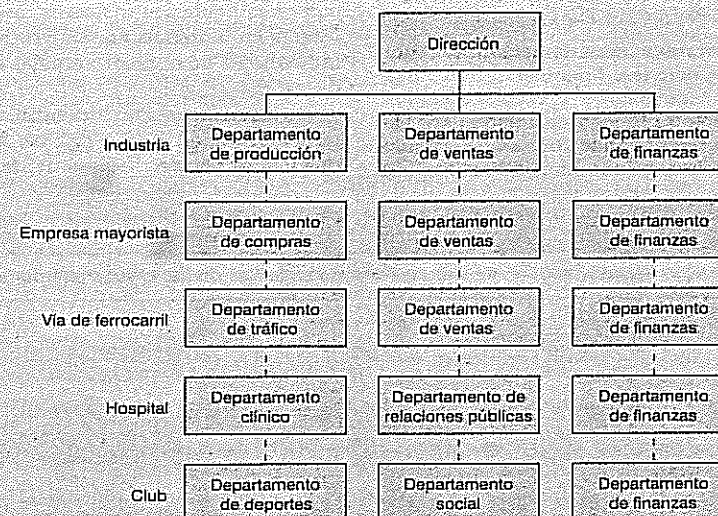 Dirección
Industria
Departamento
de producción
Departamento
de ventas
Departamento
de finanzas
Empresa mayorista
Departamento
de compras
Departamento
de ventas
Departamento
de finanzas
Vía de ferrocarril
Departamento
de tráfico
Departamento
de ventas
Departamento
de finanzas
Hospital
Departamento
clínico
Departamento de
relaciones públicas
Departamento
de finanzas
Club
Departamento
de deportes
Departamento
social
Departamento
de finanzas